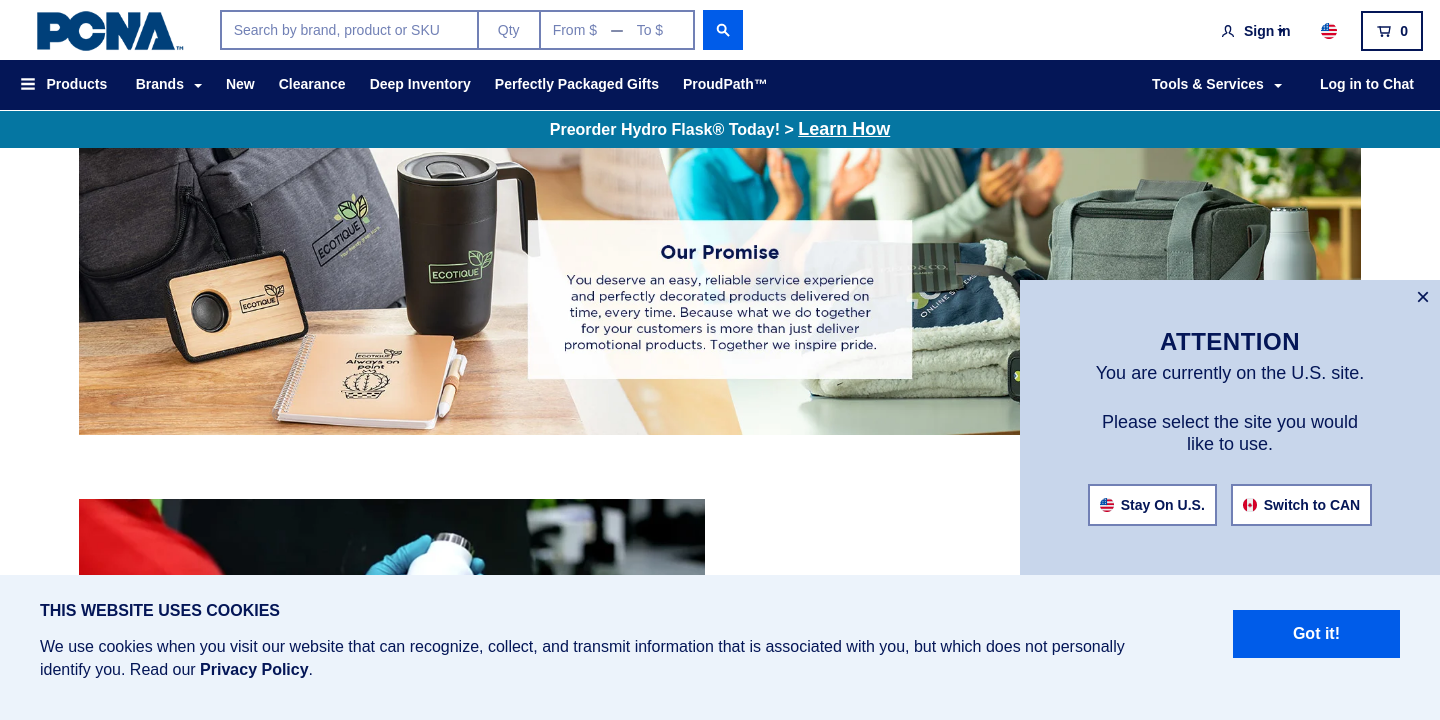 PCNA™
Search by brand, product or SKU
Qty
From $ — To $
Sign in
0
Products
Brands
New
Clearance
Deep Inventory
Perfectly Packaged Gifts
ProudPath™
Tools & Services
Log in to Chat
Preorder Hydro Flask® Today! > Learn How
ECOTIQUE
ECOTIQUE
ECOTIQUE
ECOTIQUE
Always on
point
Our Promise
You deserve an easy, reliable service experience
and perfectly decorated products delivered on
time, every time. Because what we do together
for your customers is more than just deliver
promotional products. Together we inspire pride.
ATTENTION
You are currently on the U.S. site.
Please select the site you would
like to use.
Stay On U.S.
Switch to CAN
THIS WEBSITE USES COOKIES
We use cookies when you visit our website that can recognize, collect, and transmit information that is associated with you, but which does not personally
identify you. Read our Privacy Policy.
Got it!